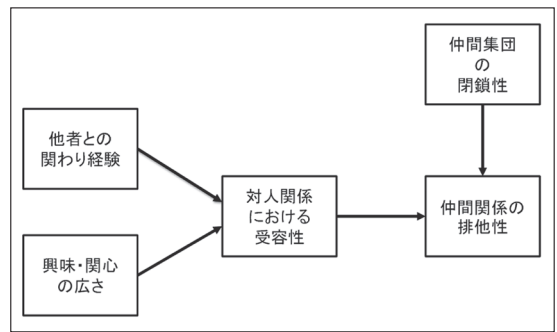 仲間集団
の
閉鎖性
他者との
関わり経験
対人関係
における
受容性
仲間関係の
排他性
興味・関心
の広さ